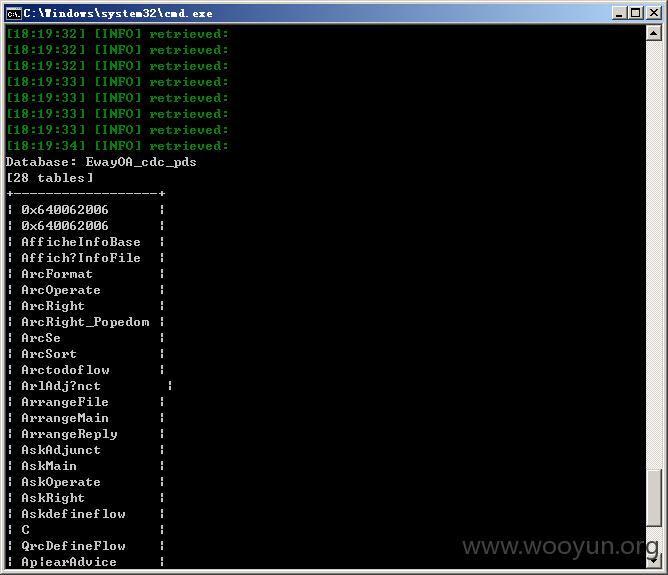 C:\Windows\system32\cmd.exe
[18:19:32] [INFO] retrieved:
[18:19:32] [INFO] retrieved:
[18:19:32] [INFO] retrieved:
[18:19:33] [INFO] retrieved:
[18:19:33] [INFO] retrieved:
[18:19:33] [INFO] retrieved:
[18:19:33] [INFO] retrieved:
[18:19:34] [INFO] retrieved:
Database: EwayOA_cdc_pds
[28 tables]
+------------------+
¦ 0x640062006 ¦
¦ 0x640062006 ¦
¦ AfficheInfoBase ¦
¦ Affich?InfoFile ¦
¦ ArcFormat ¦
¦ ArcOperate ¦
¦ ArcRight ¦
¦ ArcRight_Popedom ¦
¦ ArcSe ¦
¦ ArcSort ¦
¦ Arctodoflow ¦
¦ ArlAdj?nct ¦
¦ ArrangeFile ¦
¦ ArrangeMain ¦
¦ ArrangeReply ¦
¦ AskAdjunct ¦
¦ AskMain ¦
¦ AskOperate ¦
¦ AskRight ¦
¦ Askdefineflow ¦
¦ C ¦
¦ QrcDefineFlow ¦
¦ Ap|earAdvice ¦
www.wooyun.org